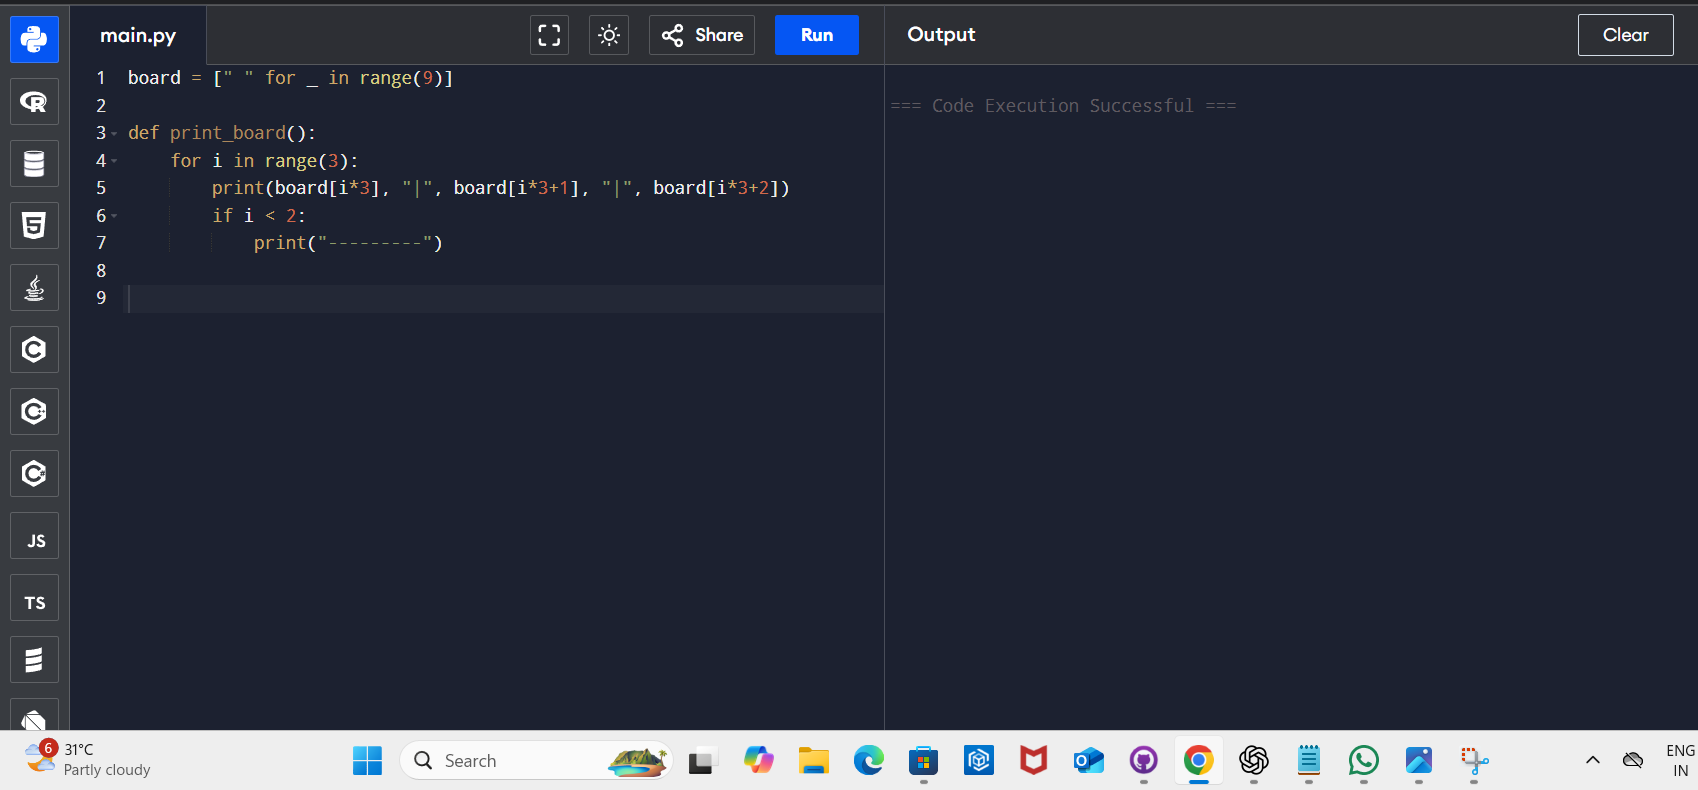 main.py
Share
Run
Output
Clear
1 board = [" " for _ in range(9)]
2
3 def print_board():
4     for i in range(3):
5         print(board[i*3], "|", board[i*3+1], "|", board[i*3+2])
6         if i < 2:
7             print("---------")
8
9
=== Code Execution Successful ===
JS
TS
6
31°C
Partly cloudy
Search
ENG
IN